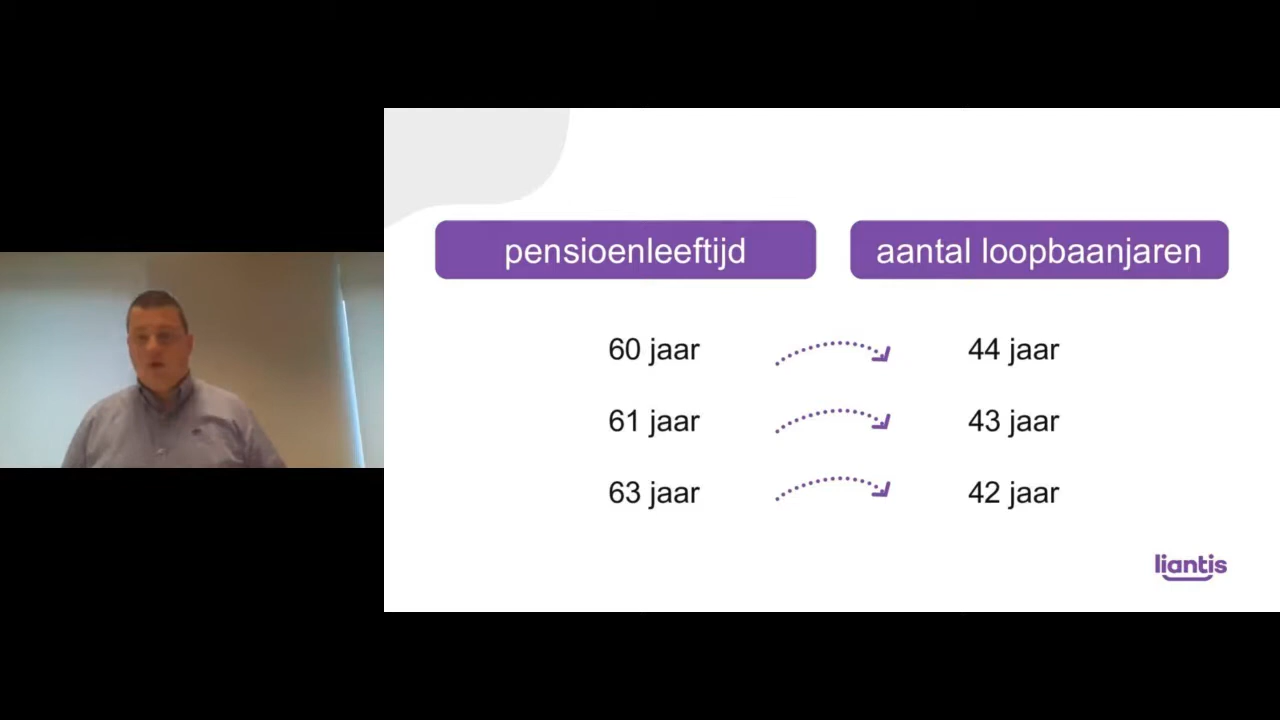 pensioenleeftijd aantal loopbaanjaren
60 jaar 44 jaar
61 jaar 43 jaar
63 jaar 42 jaar
liantis